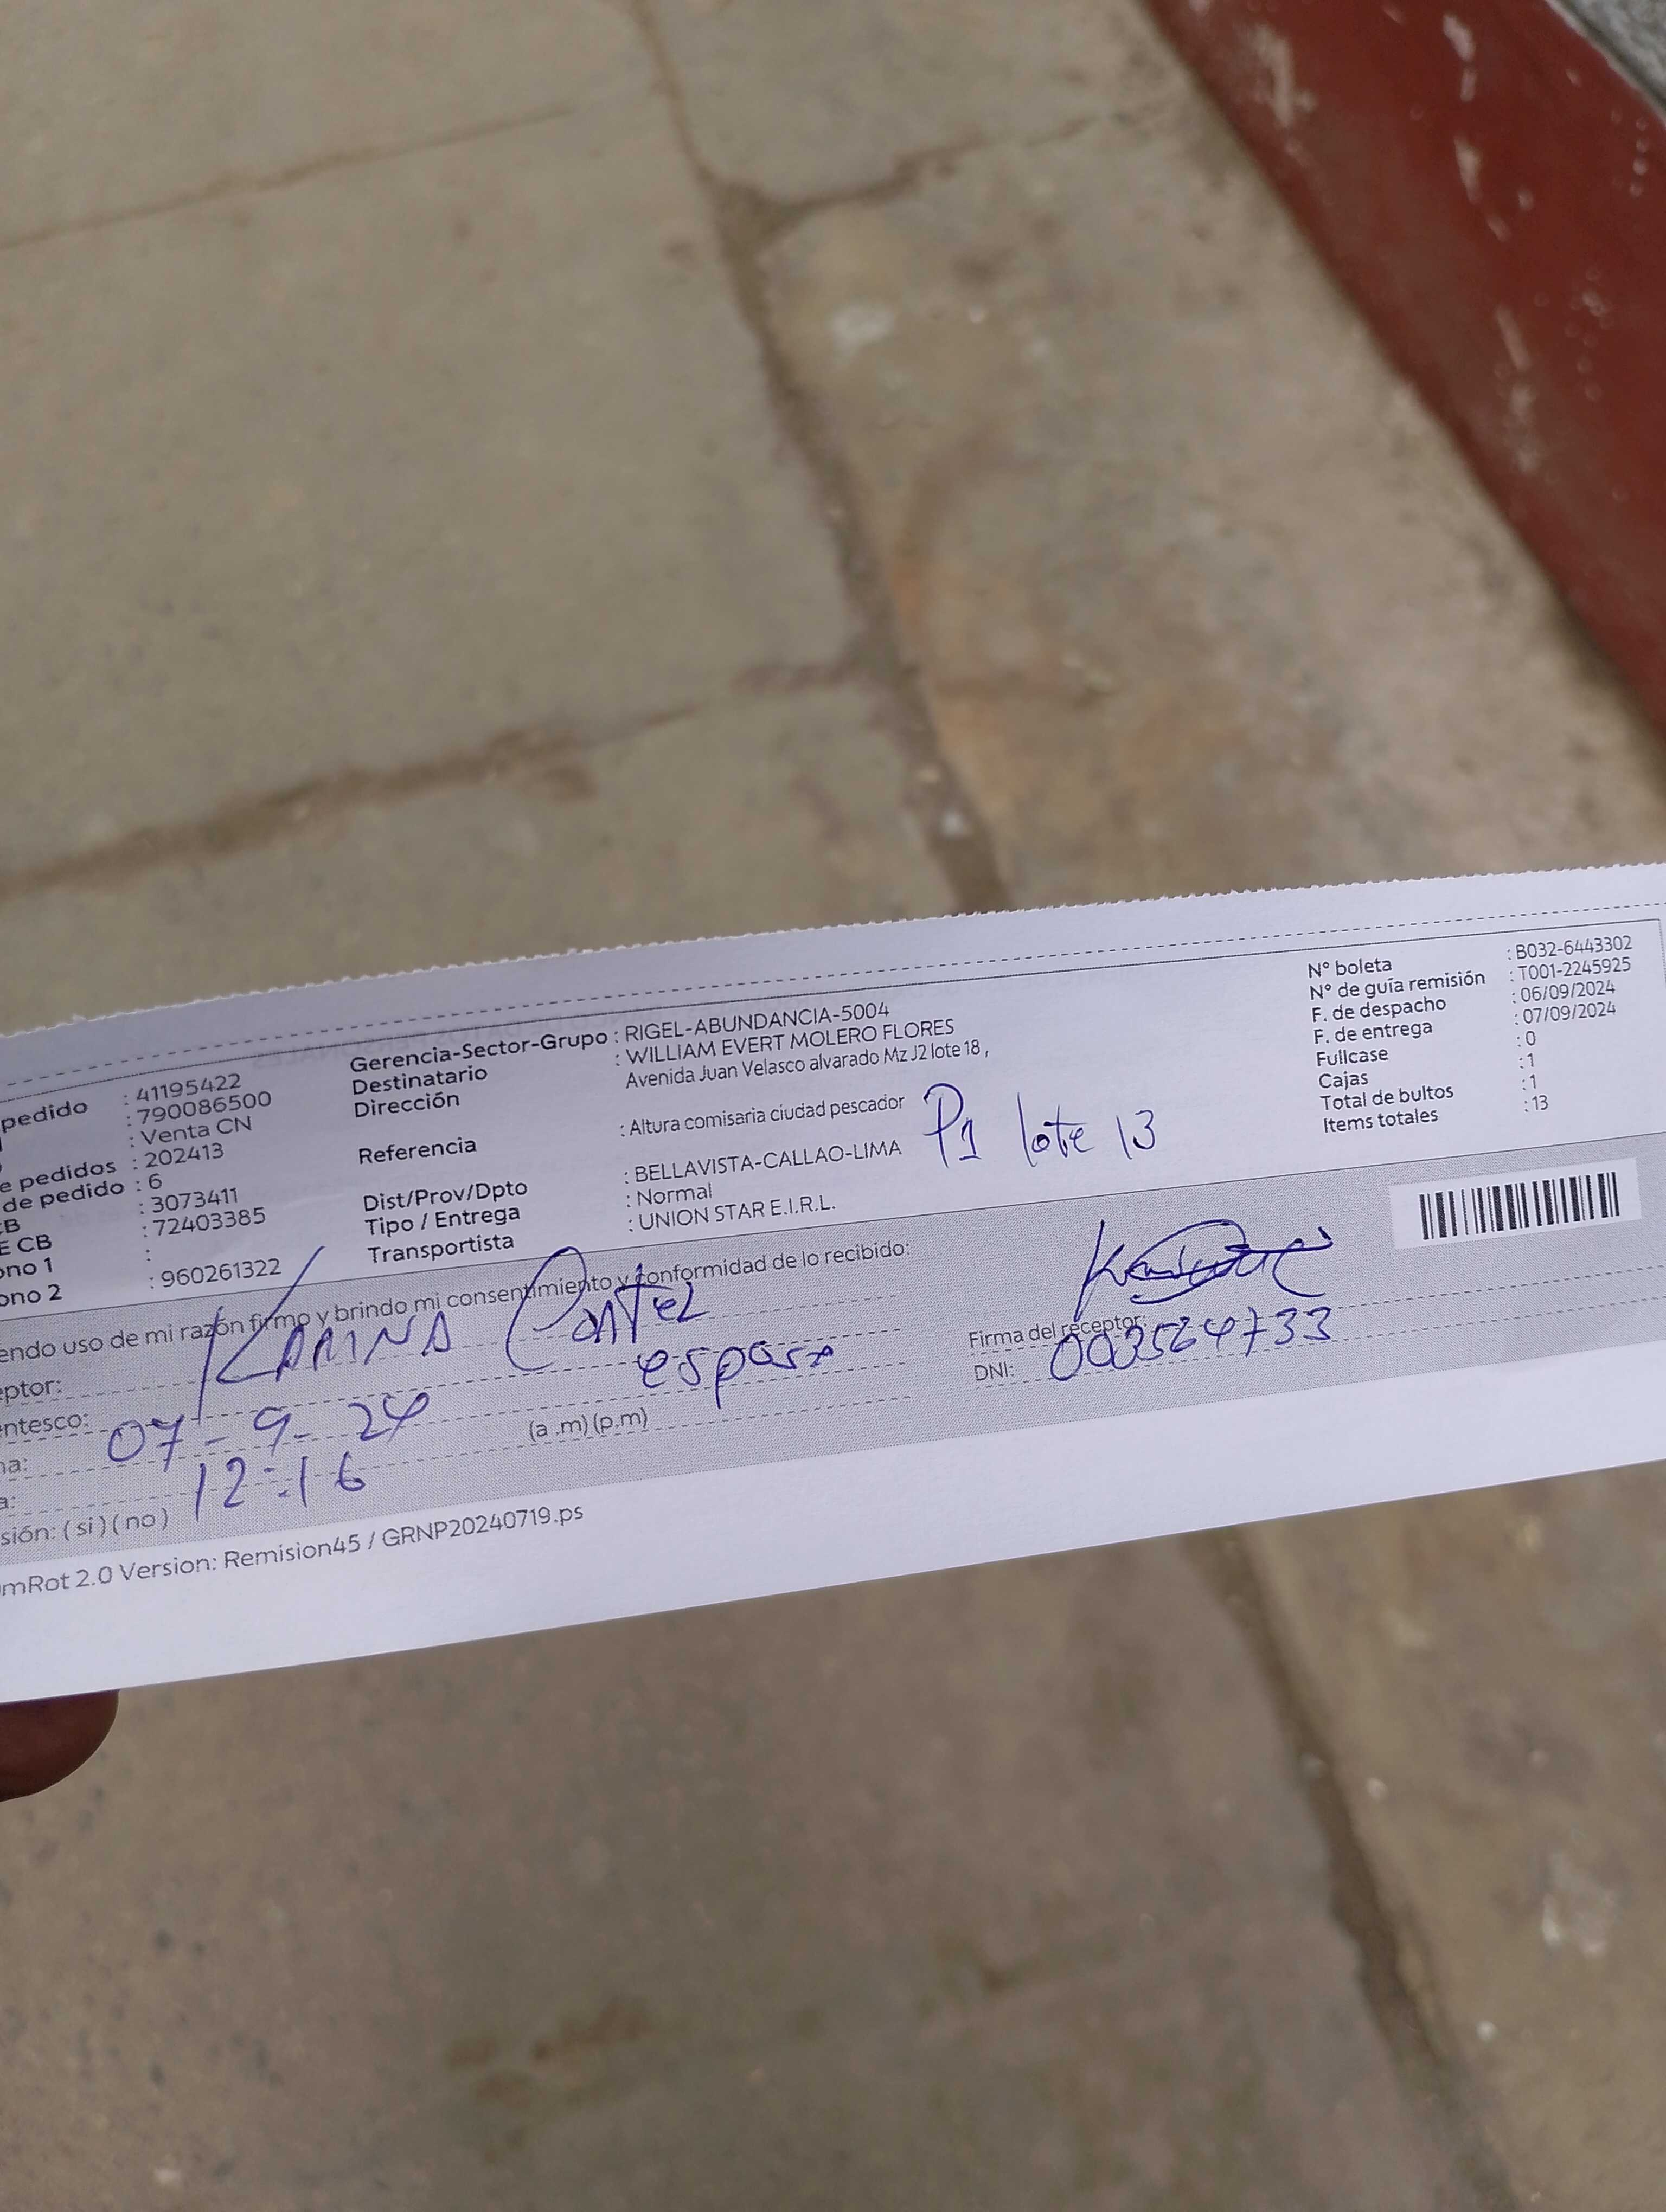 pedido : 41195422
: 790086500
: Venta CN
e pedidos : 202413
de pedido : 6
CB : 3073411
E CB : 72403385
ono 1 :
ono 2 : 960261322
Gerencia-Sector-Grupo : RIGEL-ABUNDANCIA-5004
Destinatario : WILLIAM EVERT MOLERO FLORES
Dirección Avenida Juan Velasco alvarado Mz J2 lote 18 ,
Referencia : Altura comisaria ciudad pescador
P1 lote 13
Dist/Prov/Dpto : BELLAVISTA-CALLAO-LIMA
Tipo / Entrega : Normal
Transportista : UNION STAR E.I.R.L.
N° boleta : B032-6443302
N° de guía remisión : T001-2245925
F. de despacho : 06/09/2024
F. de entrega : 07/09/2024
Fullcase : 0
Cajas : 1
Total de bultos : 1
Items totales : 13
endo uso de mi razón firmo y brindo mi consentimiento y conformidad de lo recibido:
eptor: KARINA
entesco: esposa
na: 07-9-24
a: 12:16 (a .m) (p.m)
sión: ( si ) ( no )
Firma del receptor:
DNI:
mRot 2.0 Version: Remision45 / GRNP20240719.ps